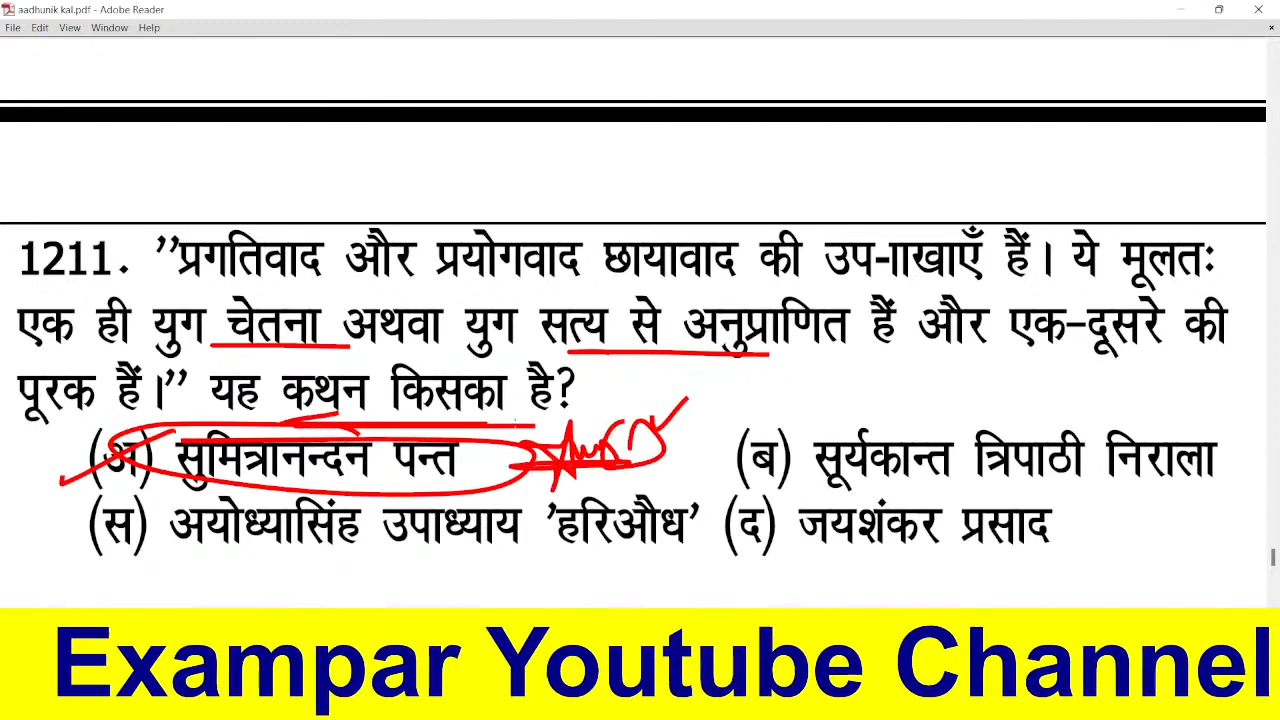 aadhunik kal.pdf - Adobe Reader
File Edit View Window Help
1211. ”प्रगतिवाद और प्रयोगवाद छायावाद की उप-ााखाएँ हैं। ये मूलतः
एक ही युग चेतना अथवा युग सत्य से अनुप्राणित हैं और एक-दूसरे की
पूरक हैं।” यह कथन किसका है?
(अ) सुमित्रानन्दन पन्त (ब) सूर्यकान्त त्रिपाठी निराला
(स) अयोध्यासिंह उपाध्याय ’हरिऔध’ (द) जयशंकर प्रसाद
Exampar Youtube Channel